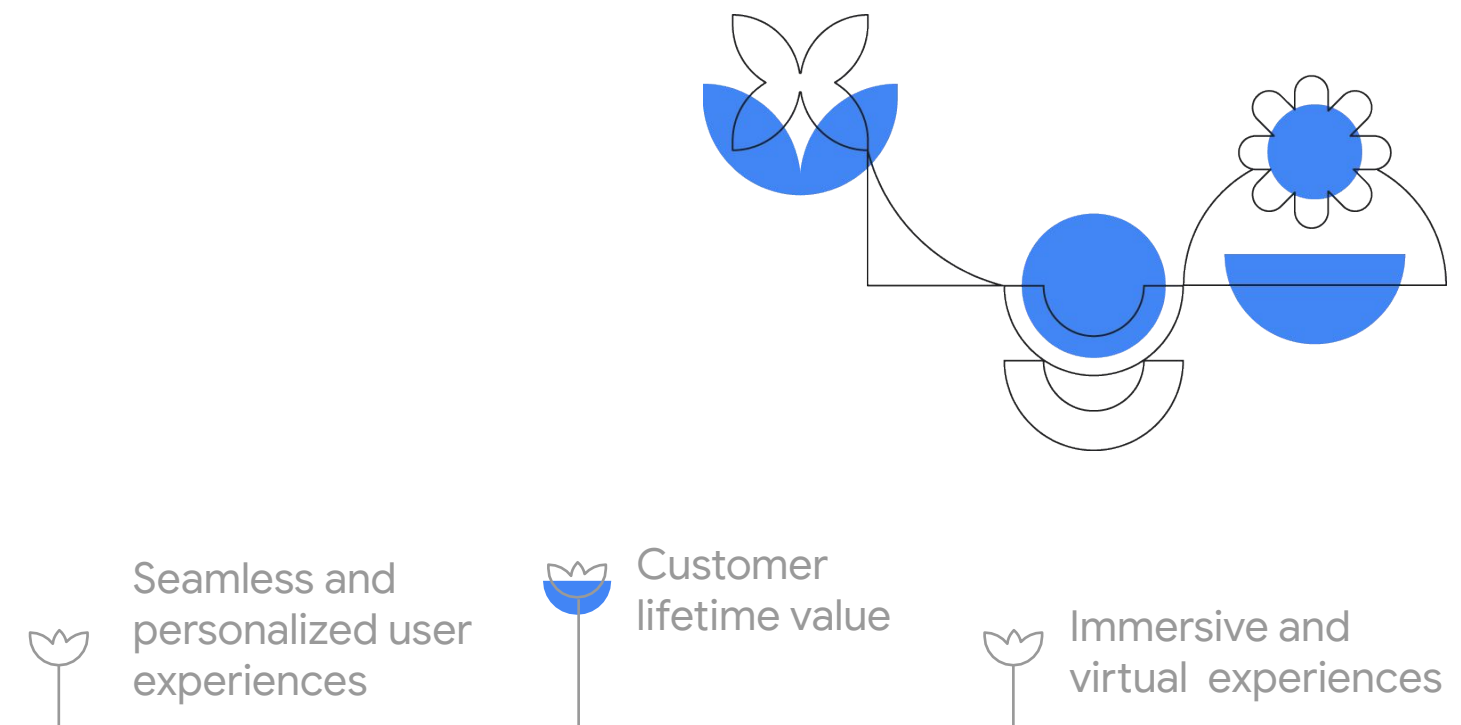 Seamless and
personalized user
experiences
Customer
lifetime value
Immersive and
virtual  experiences